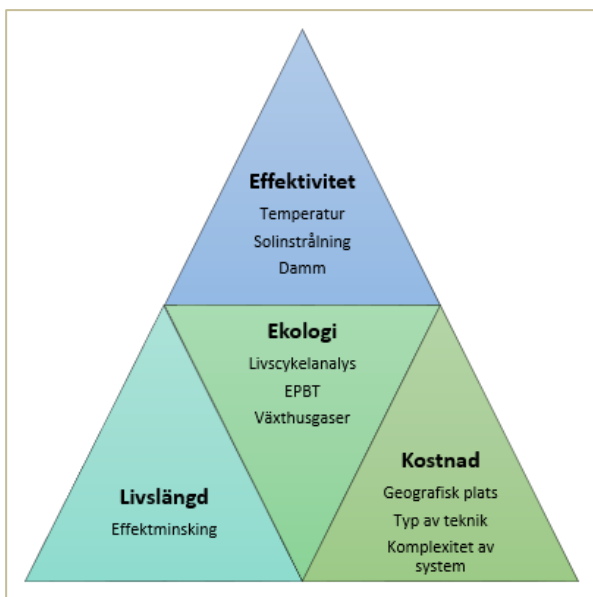 Effektivitet
Temperatur
Solinstrålning
Damm
Ekologi
Livscykelanalys
EPBT
Växthusgaser
Livslängd
Effektminsking
Kostnad
Geografisk plats
Typ av teknik
Komplexitet av
system